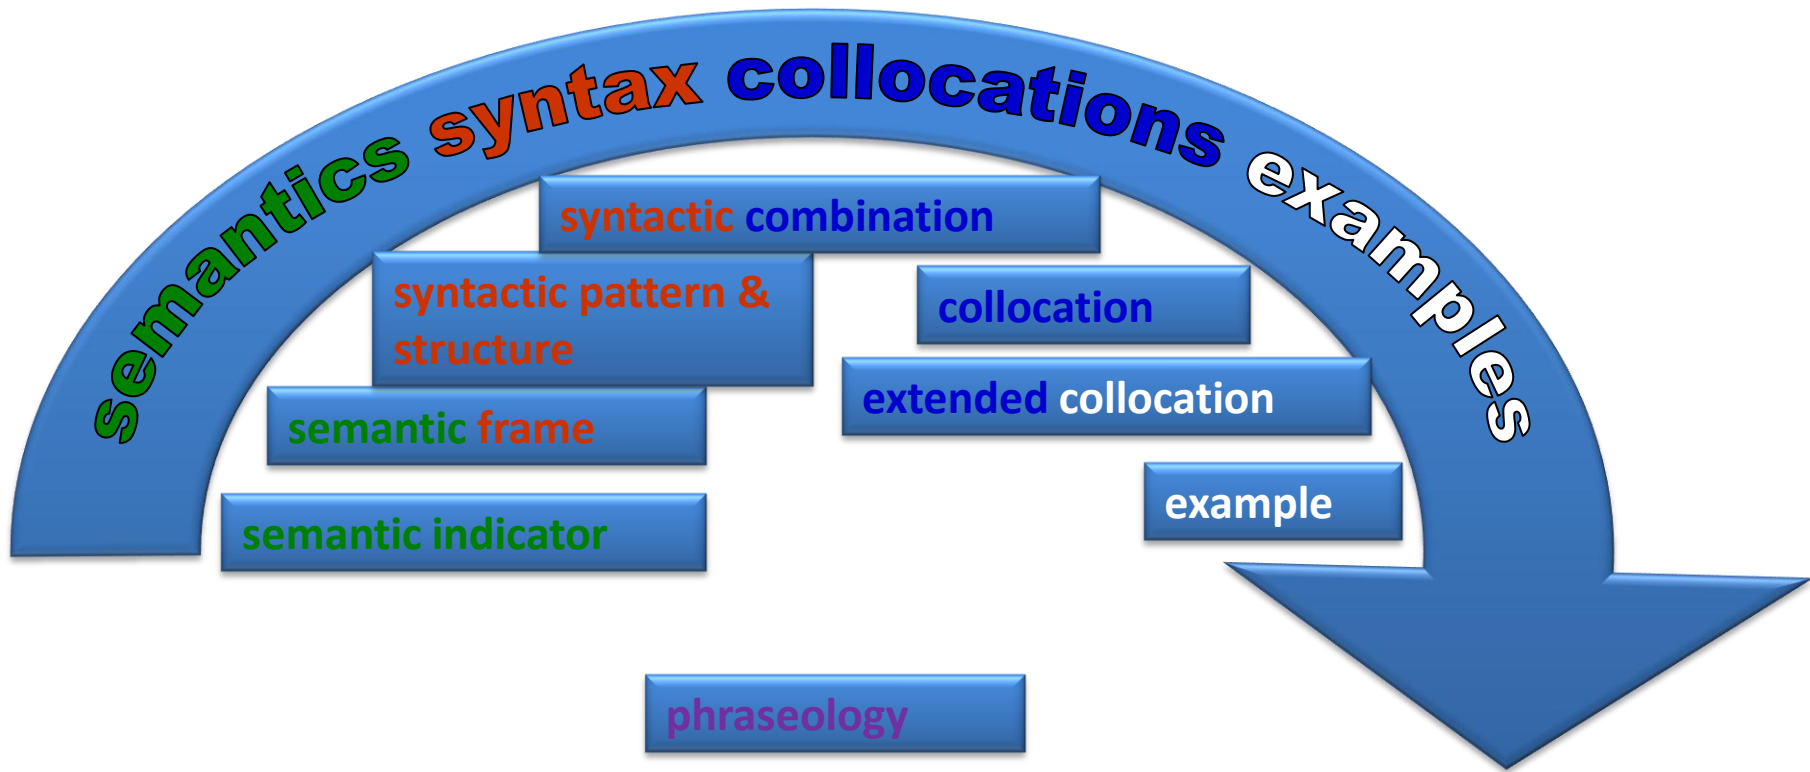 semantics syntax collocations examples
syntactic combination
syntactic pattern &
structure
collocation
extended collocation
semantic frame
example
semantic indicator
phraseology